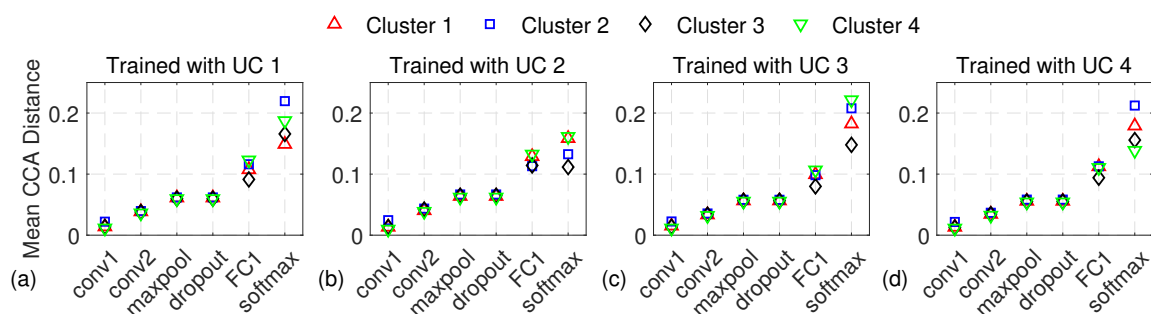 Cluster 1 Cluster 2 Cluster 3 Cluster 4
Trained with UC 1 Trained with UC 2 Trained with UC 3 Trained with UC 4
Mean CCA Distance
0.2 0.2 0.2 0.2
0.1 0.1 0.1 0.1
0 0 0 0
(a) (b) (c) (d)
conv1 conv2 maxpool dropout FC1 softmax
conv1 conv2 maxpool dropout FC1 softmax
conv1 conv2 maxpool dropout FC1 softmax
conv1 conv2 maxpool dropout FC1 softmax